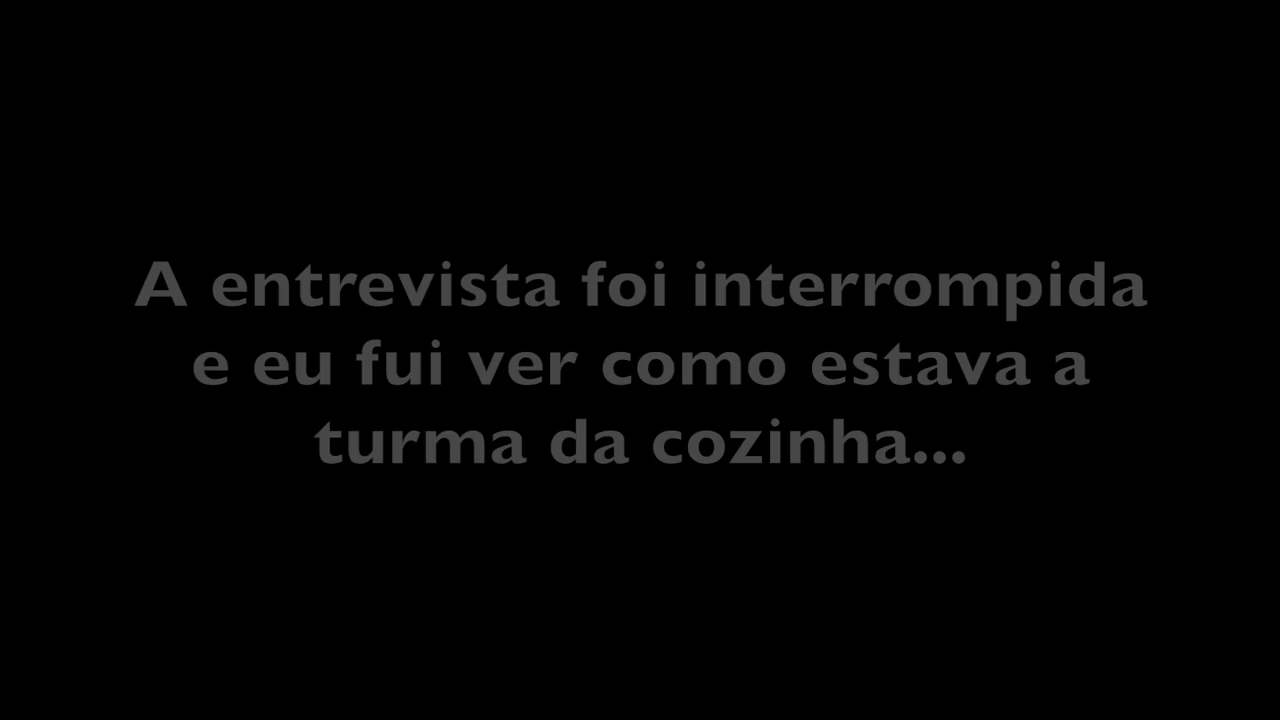 A entrevista foi interrompida
e eu fui ver como estava a
turma da cozinha...